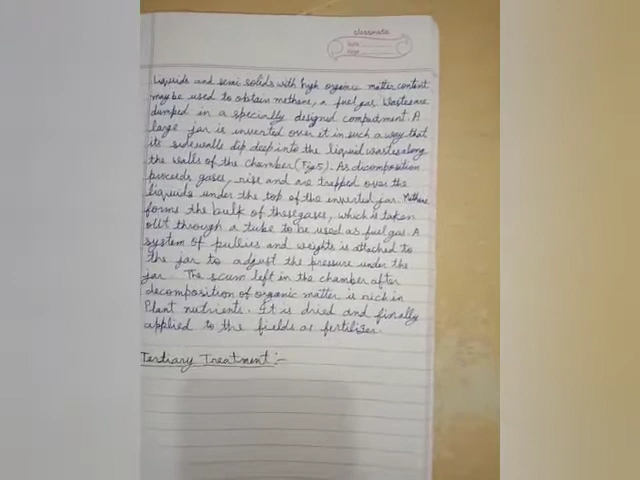 classmate
Date
Page
Liquids and semi solids with high organic matter content
may be used to obtain methane, a fuel gas. Wastes are
dumped in a specially designed compartment. A
large jar is inverted over it in such a way that
its sidewalls dip deep into the liquid wastes along
the walls of the chamber (Fig 5). As dicomposition
proceeds gases, rise and are trapped over the
liquids under the top of the inverted jar. Methane
forms the bulk of these gases, which is taken
out through a tube to be used as fuel gas. A
system of pullies and weights is attached to
the jar to adjust the pressure under the
jar. The scum left in the chamber after
decomposition of organic matter is rich in
Plant nutrients. It is dried and finally
applied to the fields as fertilizer.
Tertiary Treatment :-